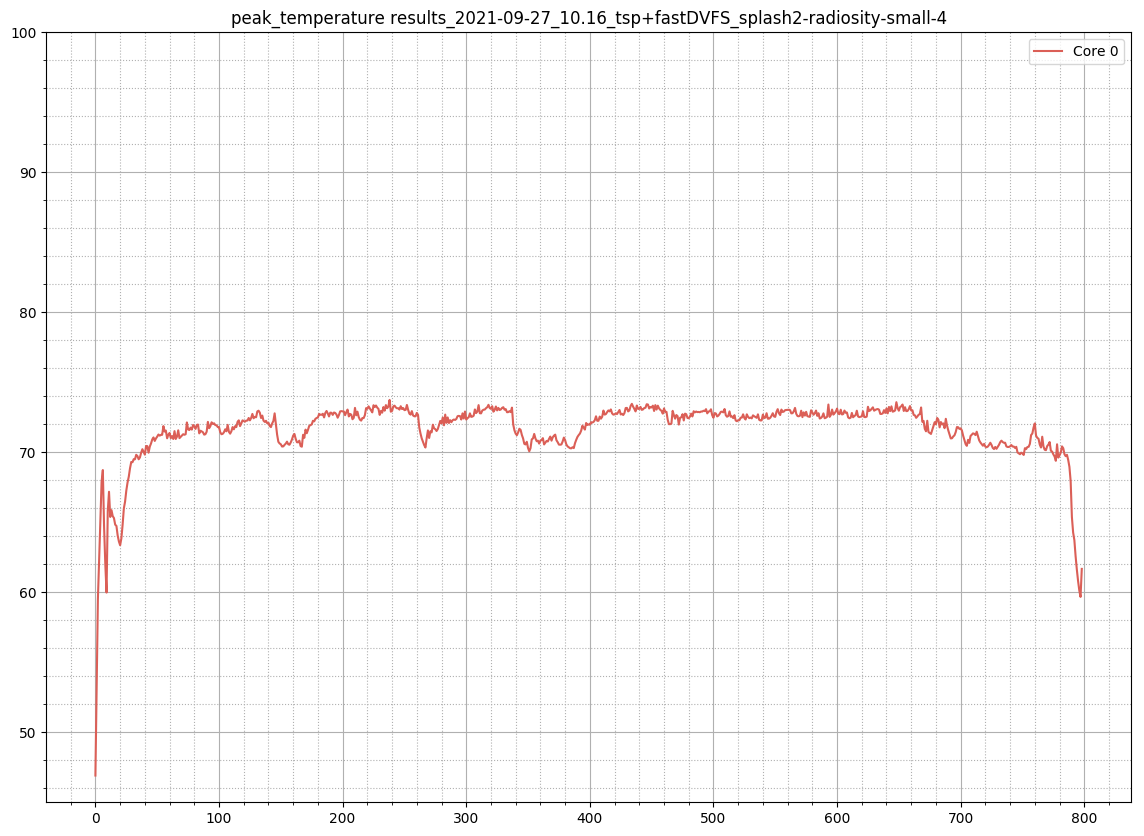 peak_temperature results_2021-09-27_10.16_tsp+fastDVFS_splash2-radiosity-small-4
Core 0
100
90
80
70
60
50
0 100 200 300 400 500 600 700 800